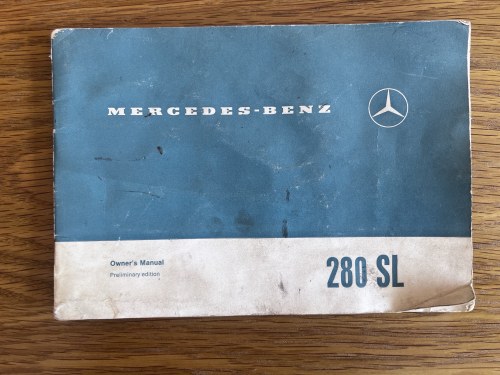 MERCEDES-BENZ
Owner's Manual
Preliminary edition
280 SL